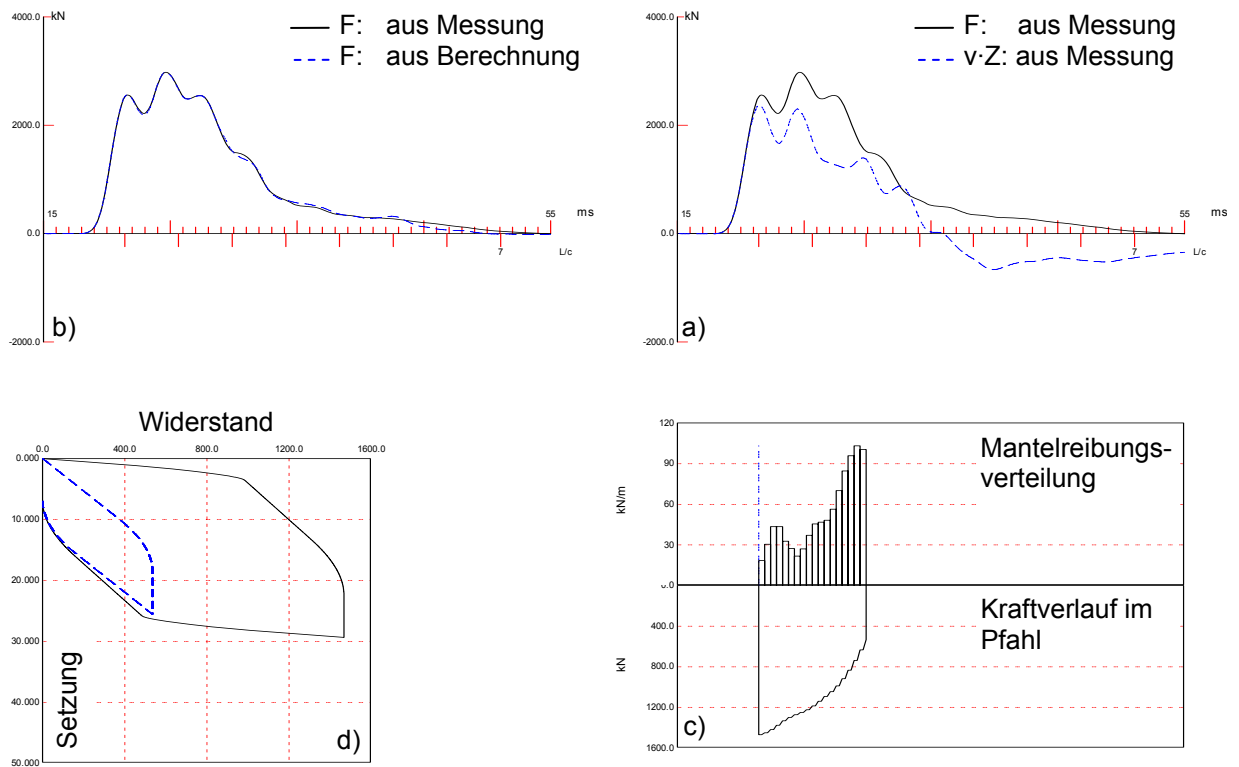 4000.0
kN
F: aus Messung
F: aus Berechnung
2000.0
15
55
ms
0.0
7
L/c
-2000.0
b)
4000.0
kN
F: aus Messung
v·Z: aus Messung
2000.0
15
55
ms
0.0
7
L/c
-2000.0
a)
Widerstand
0.0 400.0 800.0 1200.0 1600.0
0.000
10.000
20.000
30.000
40.000
50.000
Setzung
d)
120
90
60
30
0.0
kN/m
Mantelreibungs-
verteilung
400.0
800.0
1200.0
1600.0
kN
Kraftverlauf im
Pfahl
c)